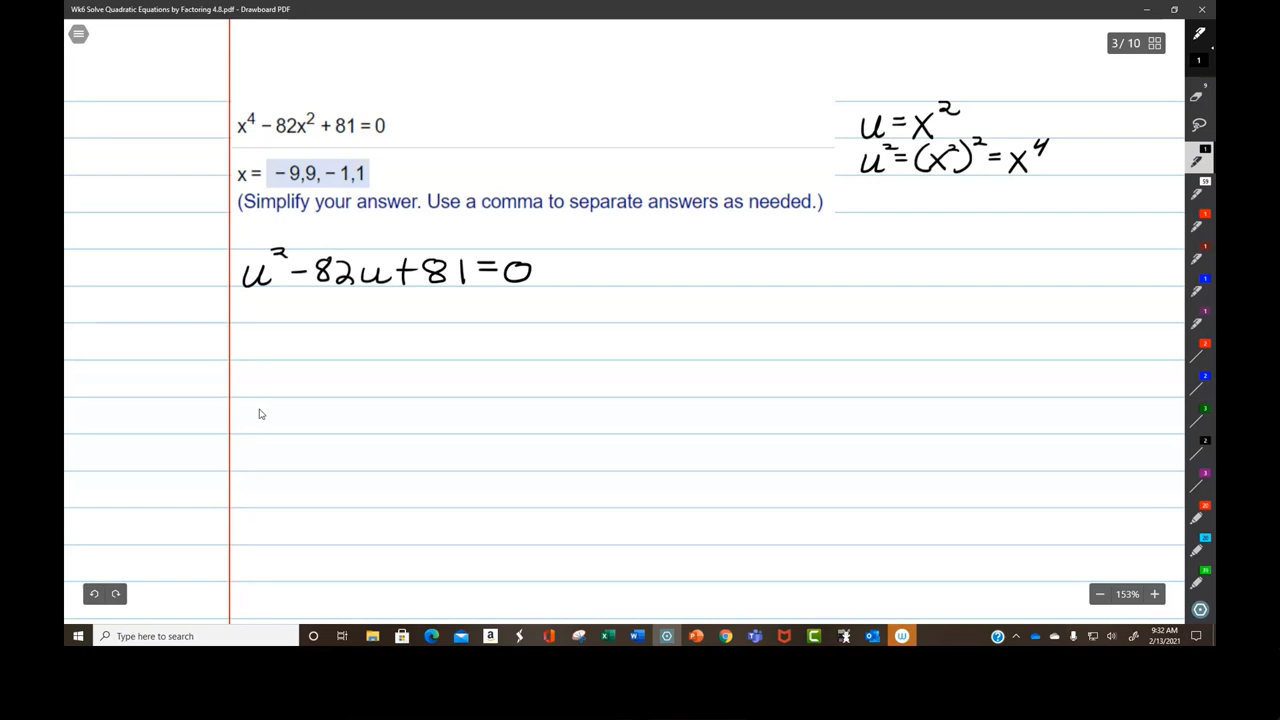 Wk6 Solve Quadratic Equations by Factoring 4.8.pdf - Drawboard PDF
3 / 10
x⁴ − 82x² + 81 = 0
u = x²
u² = (x²)² = x⁴
x = − 9,9, − 1,1
(Simplify your answer. Use a comma to separate answers as needed.)
u² − 82u + 81 = 0
153%
Type here to search
9:32 AM
2/13/2021